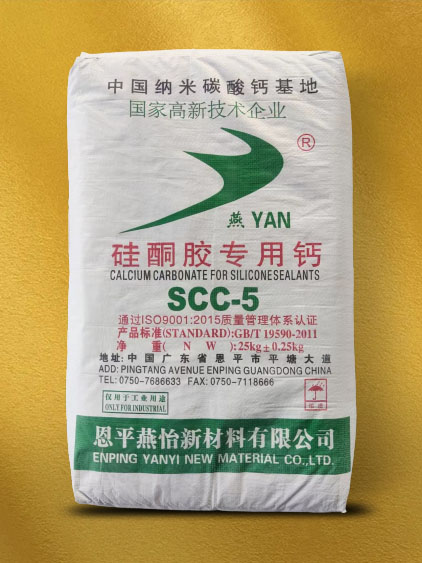 中国纳米碳酸钙基地
国家高新技术企业
®
燕 YAN
硅酮胶专用钙
CALCIUM CARBONATE FOR SILICONE SEALANTS
SCC-5
通过ISO9001:2015质量管理体系认证
产品标准(STANDARD):GB/T 19590-2011
净 重( N W ):25kg±0.25kg
地址: 中国广东省恩平市平塘大道
ADD: PINGTANG AVENUE ENPING GUANGDONG CHINA
TEL: 0750-7686633 FAX: 0750-7118666
仅用于工业用途
ONLY FOR INDUSTRIAL
恩平燕怡新材料有限公司
ENPING YANYI NEW MATERIAL CO.,LTD.